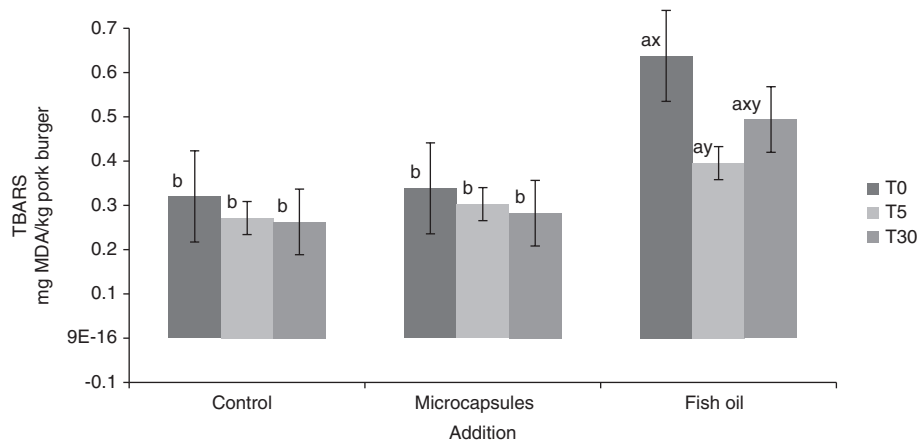 TBARS
mg MDA/kg pork burger
0.7
0.6
0.5
0.4
0.3
0.2
0.1
9E-16
-0.1
b
b
b
b
b
b
ax
ay
axy
Control
Microcapsules
Fish oil
Addition
T0
T5
T30